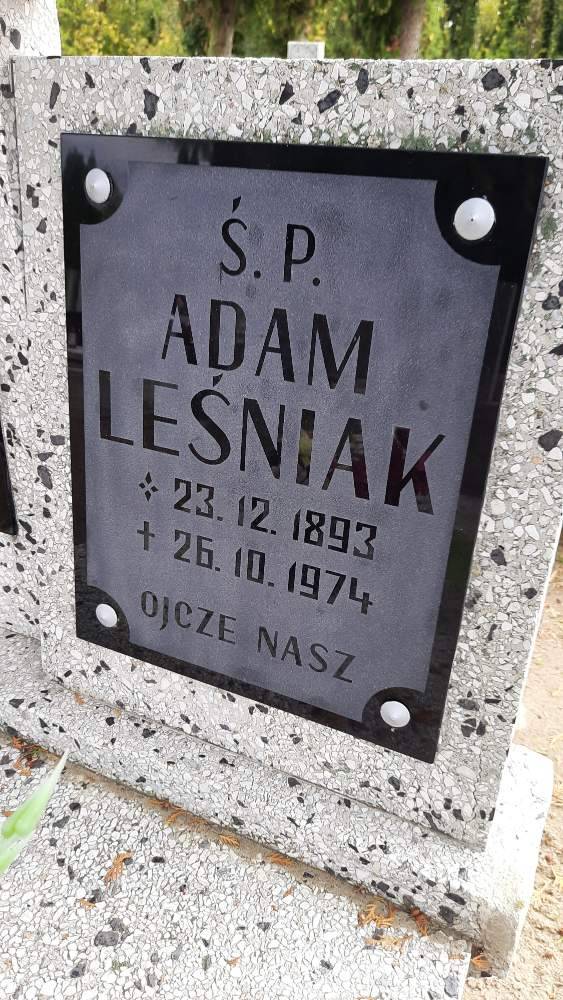 Ś. P.
ADAM
LEŚNIAK
23. 12. 1893
+ 26. 10. 1974
OJCZE NASZ